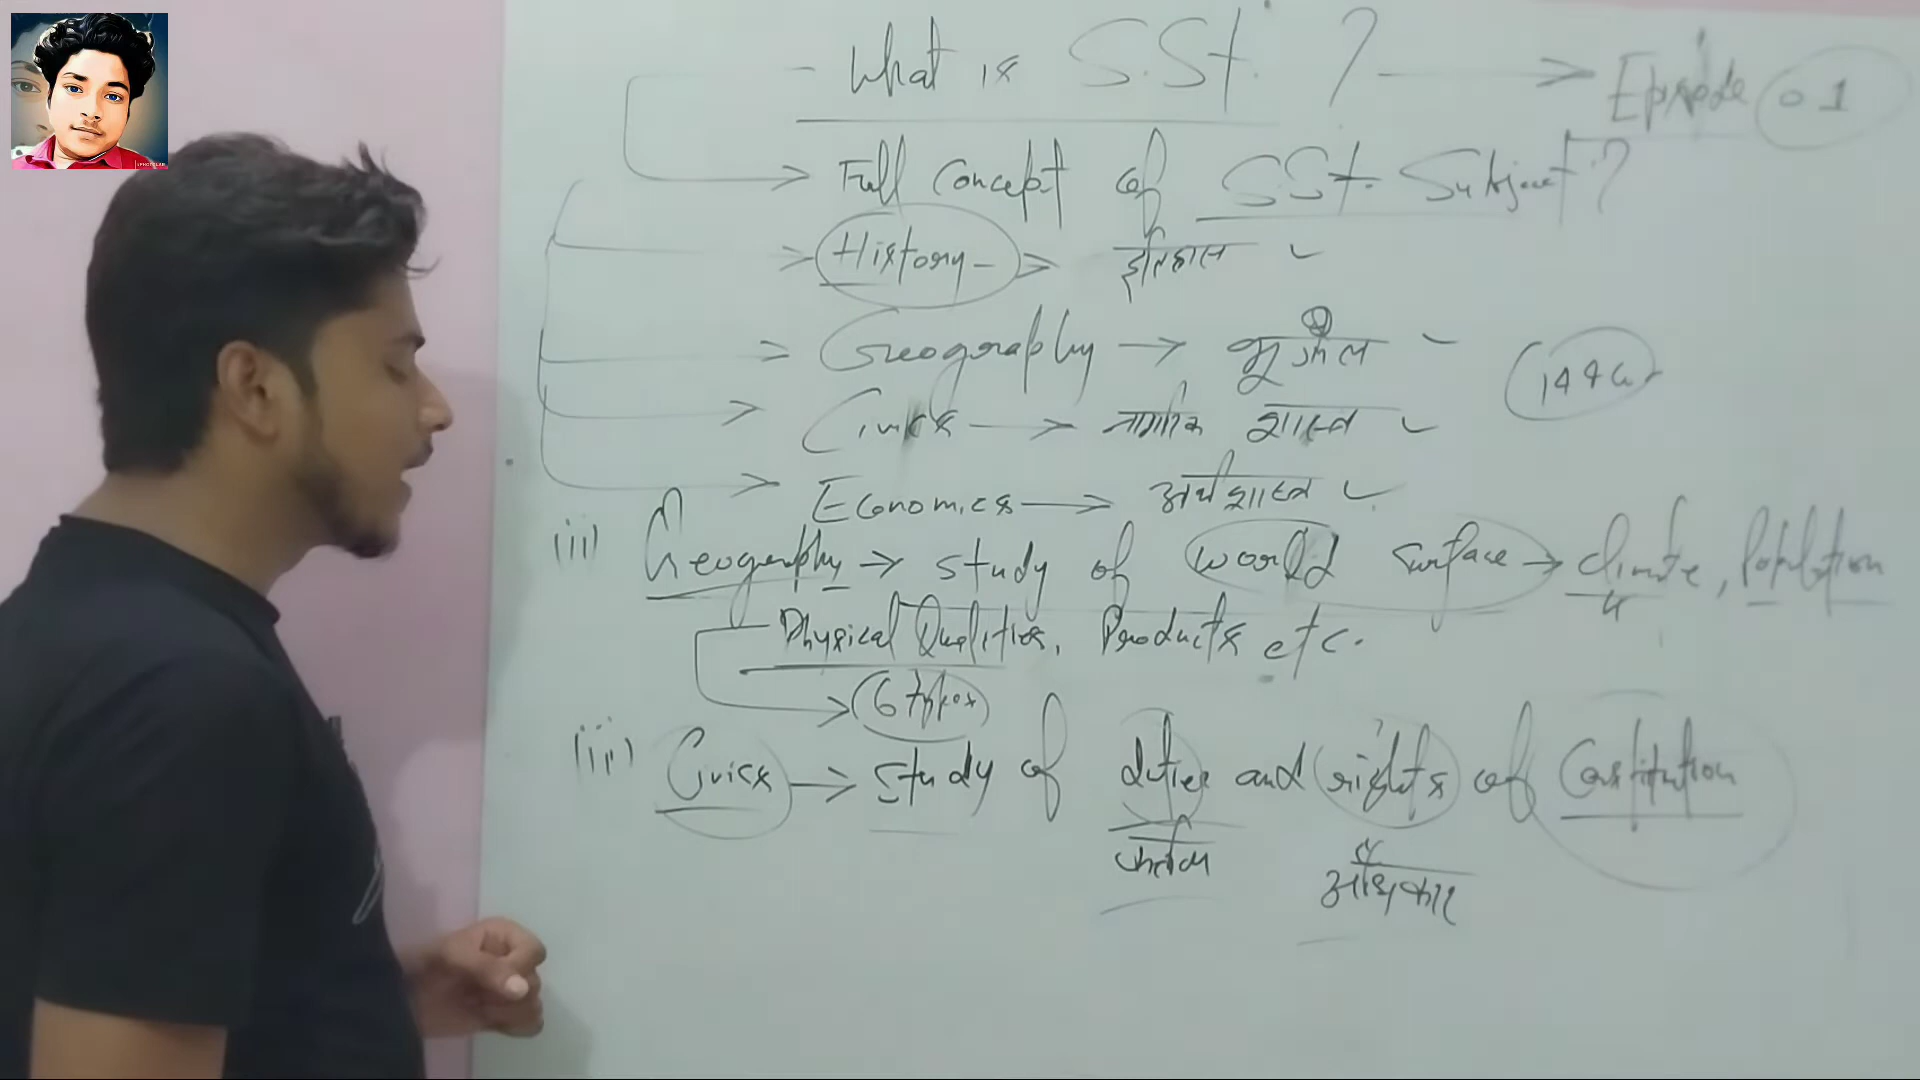 - What is S.St. ? → Episode 01
→ Full Concept of S.St. Subject ?
→ History → इतिहास ✓
→ Geography → भूगोल ✓
→ Civics → नागरिक शास्त्र ✓
→ Economics → अर्थशास्त्र ✓
(ii) Geography → study of world surface → climate, Population
Physical Qualities, Products etc.
→ 6 types
(iii) Civics → study of duties and rights of Constitution
कर्तव्य अधिकार